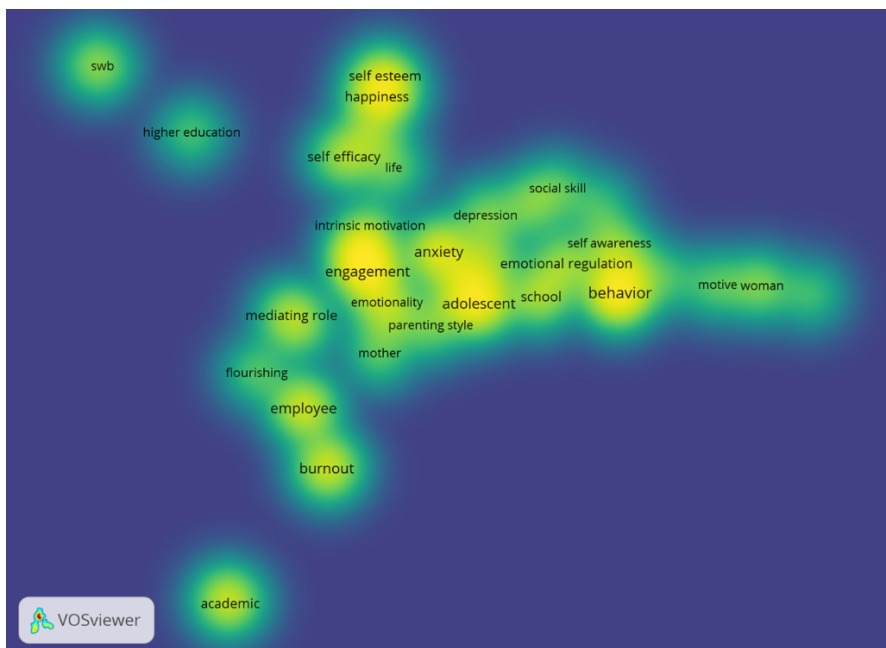 swb
self esteem
happiness
higher education
self efficacy
life
social skill
depression
intrinsic motivation
self awareness
anxiety
emotional regulation
engagement
motive woman
behavior
school
emotionality
adolescent
mediating role
parenting style
mother
flourishing
employee
burnout
academic
VOSviewer